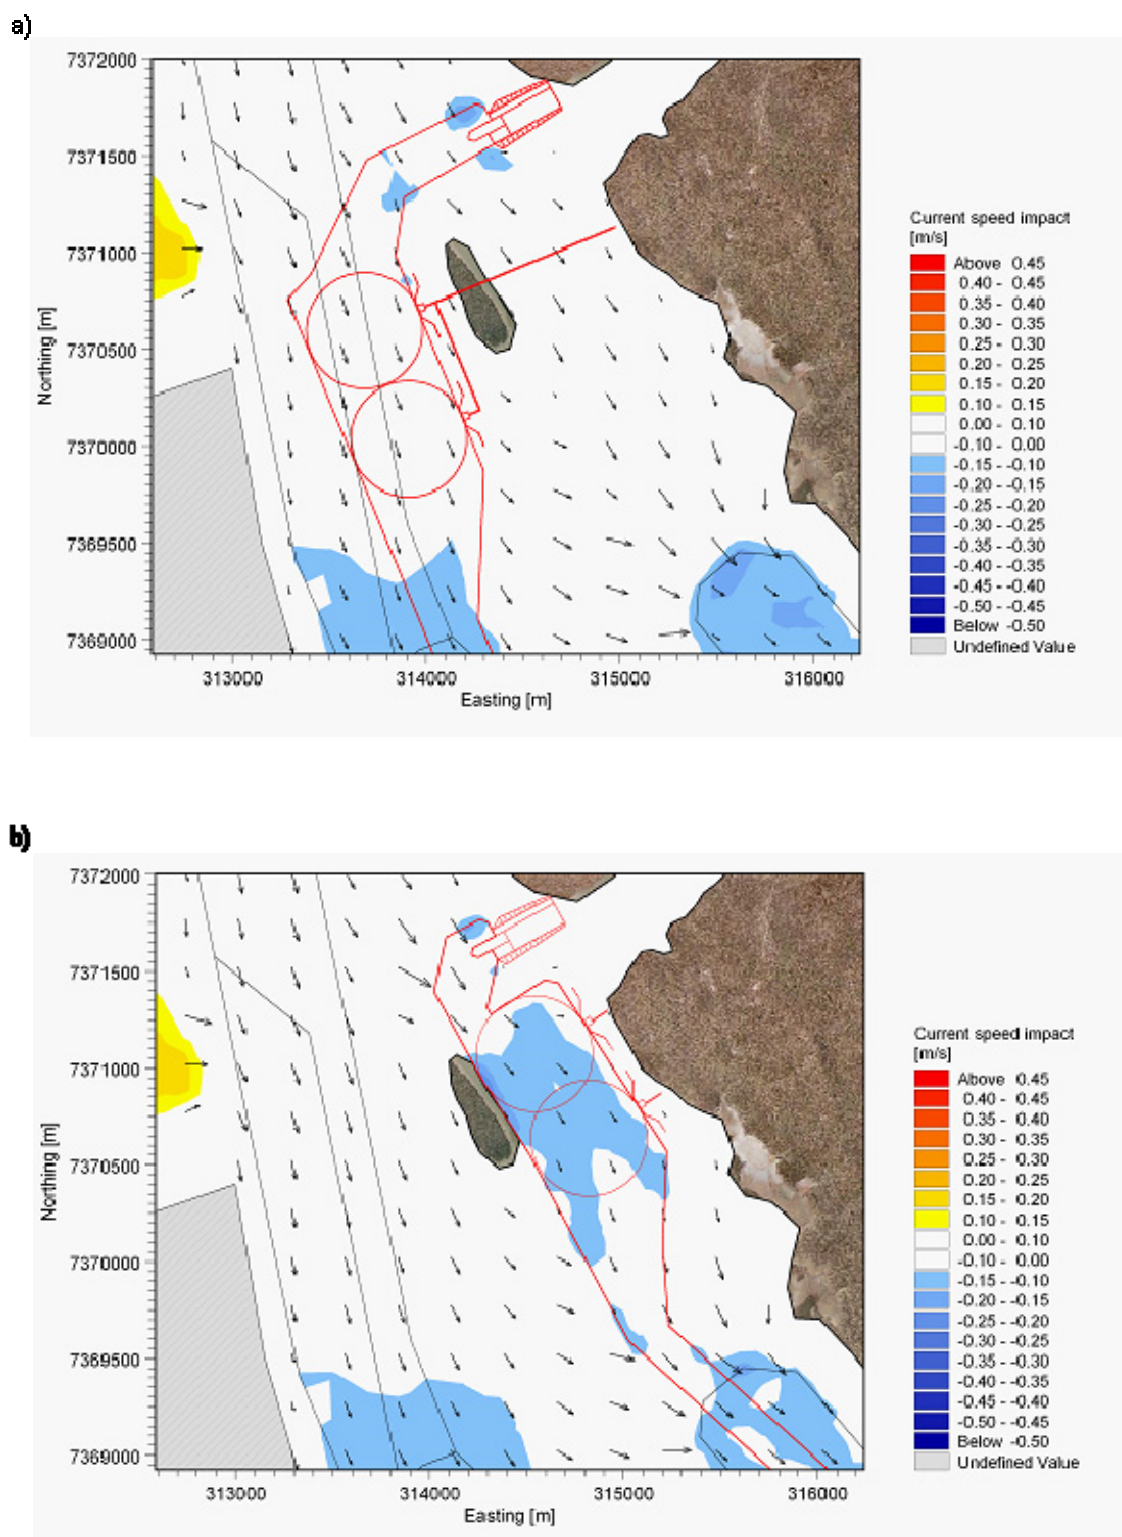 a)
7372000
7371500
7371000
7370500
7370000
7369500
7369000
Northing [m]
313000 314000 315000 316000
Easting [m]
Current speed impact
[m/s]
Above 0.45
0.40 - 0.45
0.35 - 0.40
0.30 - 0.35
0.25 - 0.30
0.20 - 0.25
0.15 - 0.20
0.10 - 0.15
0.00 - 0.10
-0.10 - 0.00
-0.15 - -0.10
-0.20 - -0.15
-0.25 - -0.20
-0.30 - -0.25
-0.35 - -0.30
-0.40 - -0.35
-0.45 - -0.40
-0.50 - -0.45
Below -0.50
Undefined Value
b)
7372000
7371500
7371000
7370500
7370000
7369500
7369000
Northing [m]
313000 314000 315000 316000
Easting [m]
Current speed impact
[m/s]
Above 0.45
0.40 - 0.45
0.35 - 0.40
0.30 - 0.35
0.25 - 0.30
0.20 - 0.25
0.15 - 0.20
0.10 - 0.15
0.00 - 0.10
-0.10 - 0.00
-0.15 - -0.10
-0.20 - -0.15
-0.25 - -0.20
-0.30 - -0.25
-0.35 - -0.30
-0.40 - -0.35
-0.45 - -0.40
-0.50 - -0.45
Below -0.50
Undefined Value